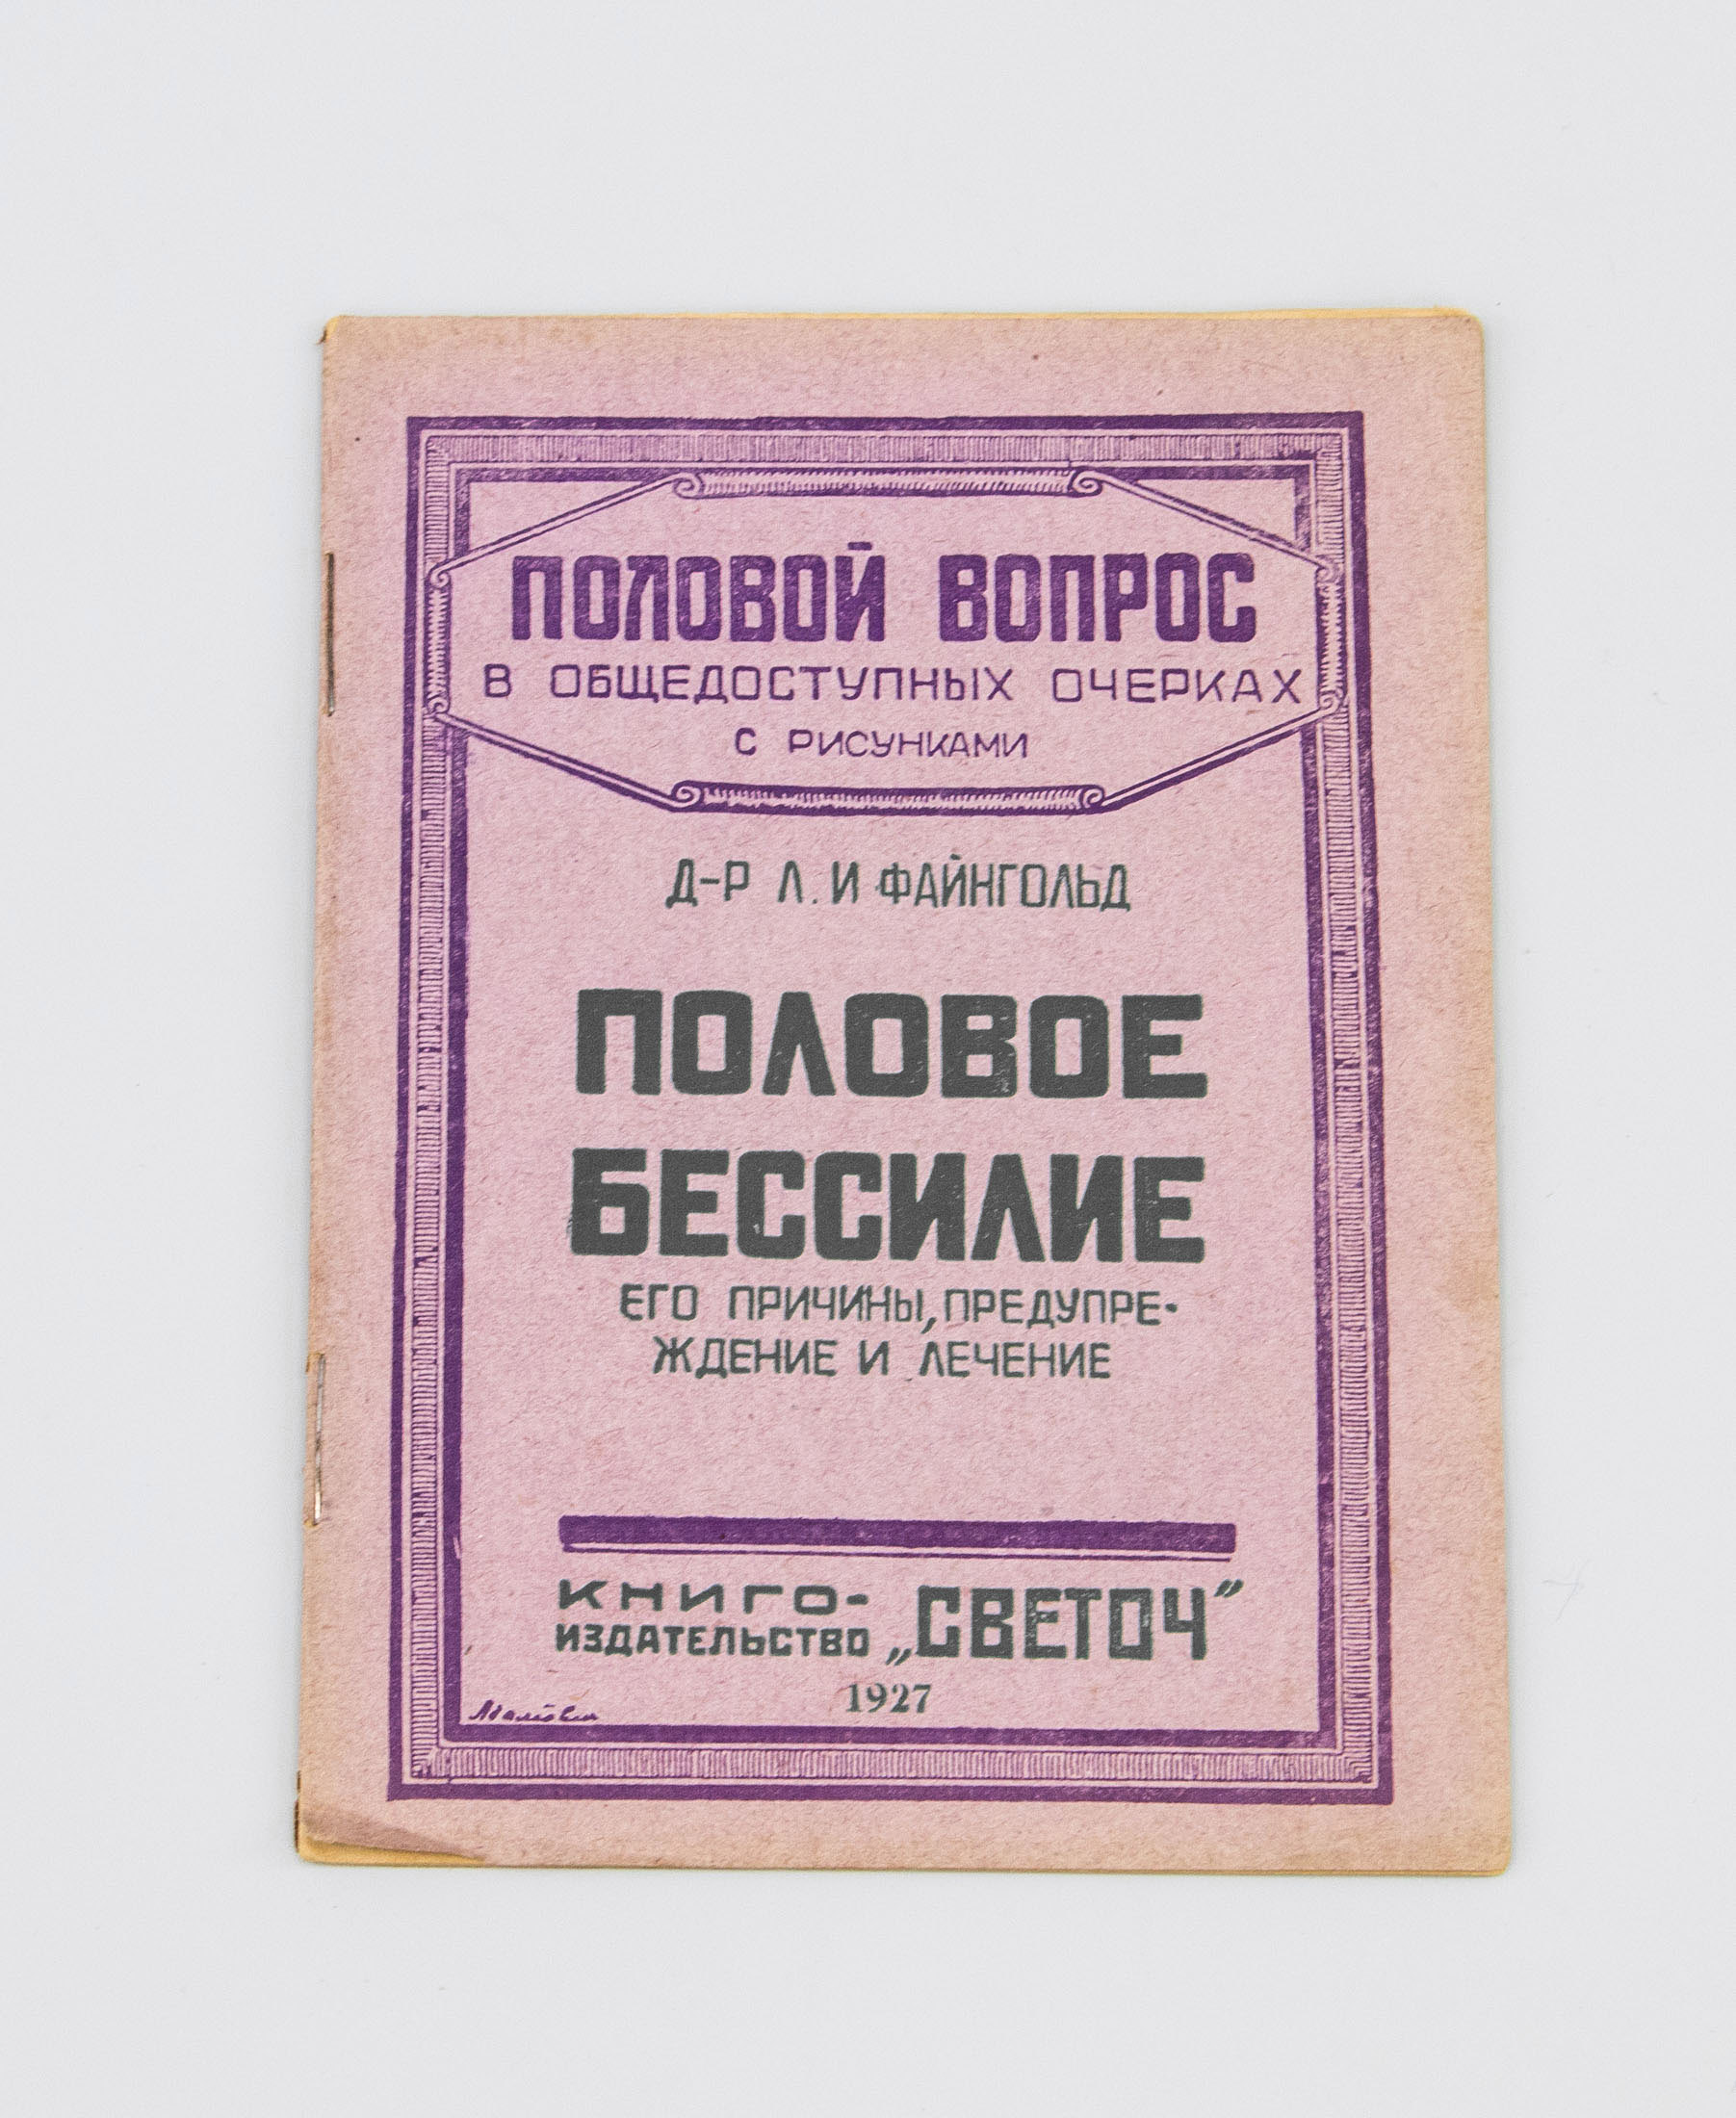 ПОЛОВОЙ ВОПРОС
В ОБЩЕДОСТУПНЫХ ОЧЕРКАХ
С РИСУНКАМИ
Д-Р Л. И ФАЙНГОЛЬД
ПОЛОВОЕ
БЕССИЛИЕ
ЕГО ПРИЧИНЫ, ПРЕДУПРЕ-
ЖДЕНИЕ И ЛЕЧЕНИЕ
КНИГО-
ИЗДАТЕЛЬСТВО „СВЕТОЧ"
1927